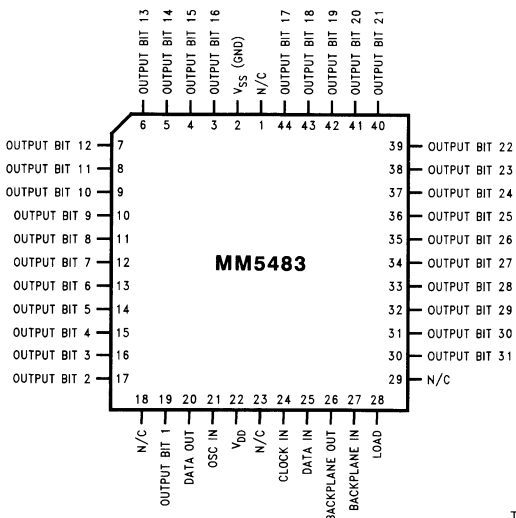 OUTPUT BIT 13
OUTPUT BIT 14
OUTPUT BIT 15
OUTPUT BIT 16
VSS (GND)
N/C
OUTPUT BIT 17
OUTPUT BIT 18
OUTPUT BIT 19
OUTPUT BIT 20
OUTPUT BIT 21
6 5 4 3 2 1 44 43 42 41 40
OUTPUT BIT 12 7
OUTPUT BIT 11 8
OUTPUT BIT 10 9
OUTPUT BIT 9 10
OUTPUT BIT 8 11
OUTPUT BIT 7 12
OUTPUT BIT 6 13
OUTPUT BIT 5 14
OUTPUT BIT 4 15
OUTPUT BIT 3 16
OUTPUT BIT 2 17
MM5483
39 OUTPUT BIT 22
38 OUTPUT BIT 23
37 OUTPUT BIT 24
36 OUTPUT BIT 25
35 OUTPUT BIT 26
34 OUTPUT BIT 27
33 OUTPUT BIT 28
32 OUTPUT BIT 29
31 OUTPUT BIT 30
30 OUTPUT BIT 31
29 N/C
18 19 20 21 22 23 24 25 26 27 28
N/C
OUTPUT BIT 1
DATA OUT
OSC IN
VDD
N/C
CLOCK IN
DATA IN
BACKPLANE OUT
BACKPLANE IN
LOAD